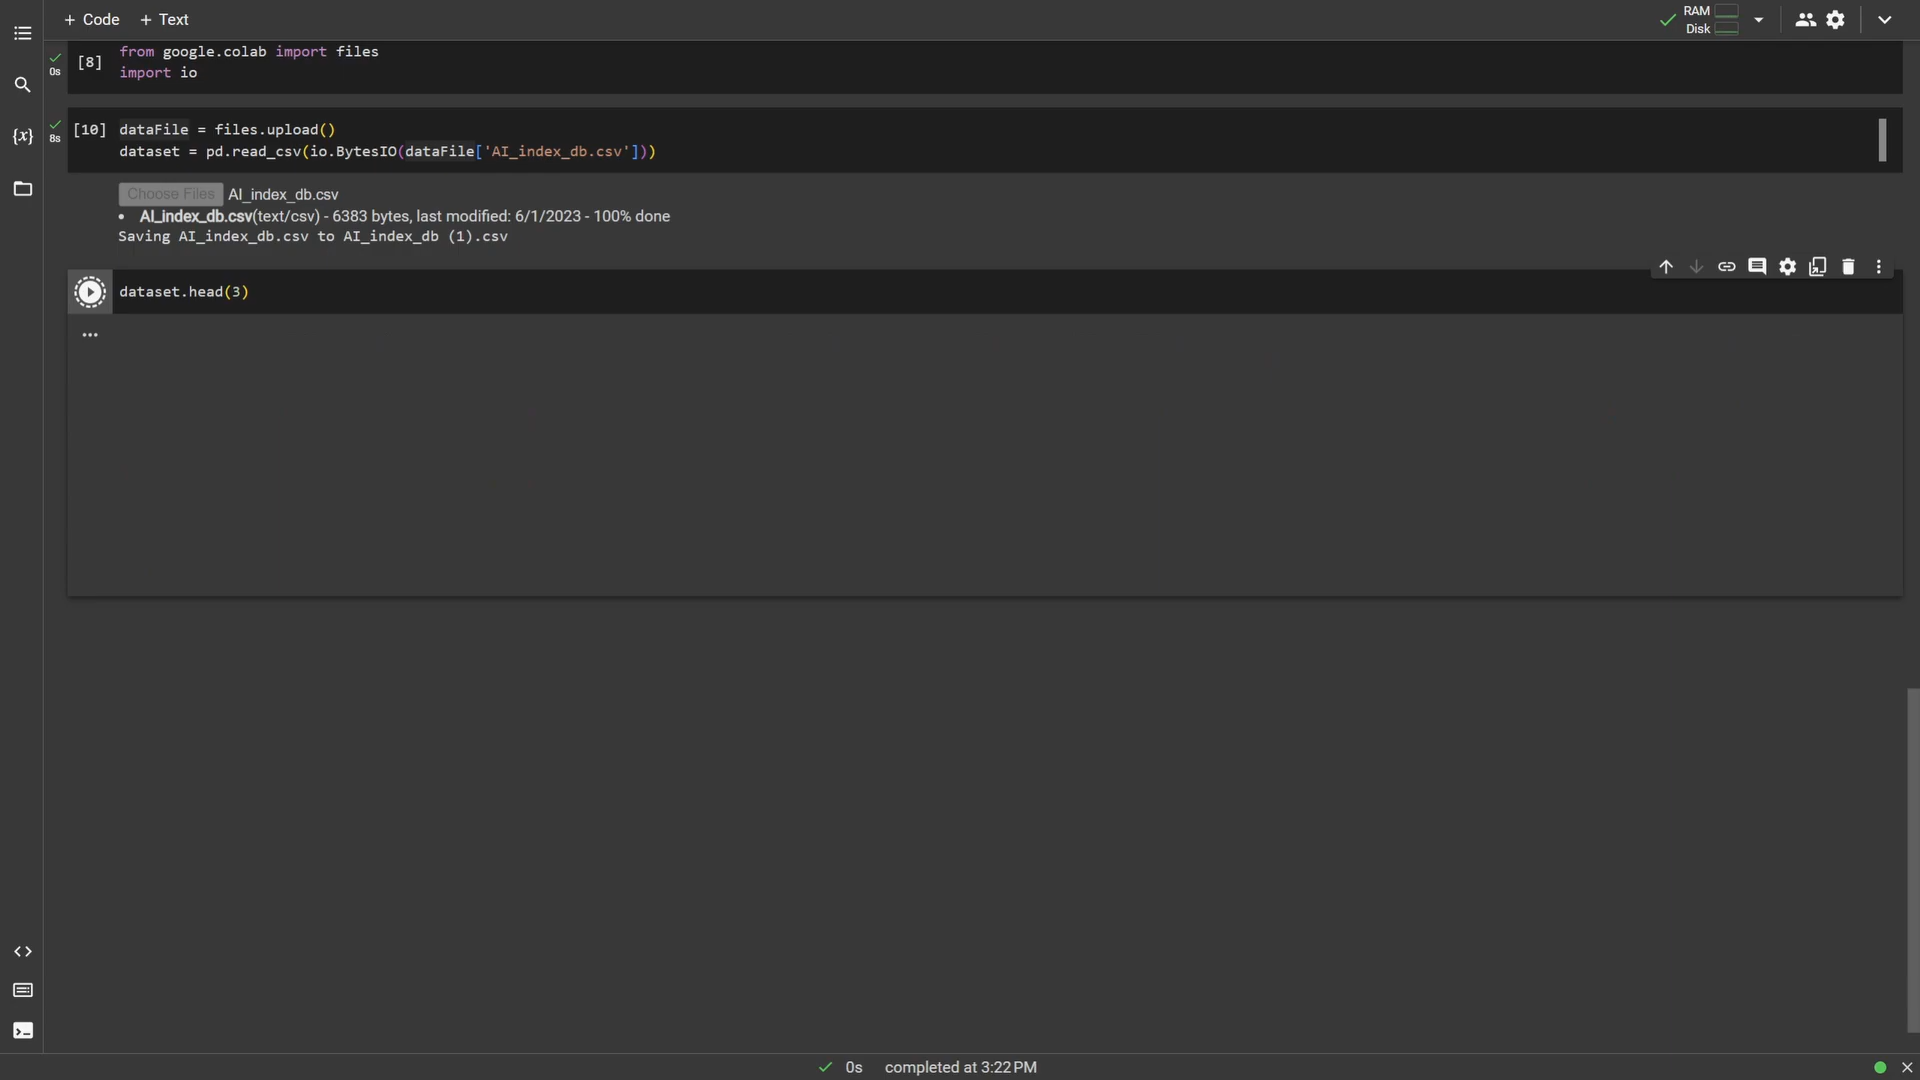 + Code + Text
RAM
Disk
0s
[8]
from google.colab import files
import io
8s
[10]
dataFile = files.upload()
dataset = pd.read_csv(io.BytesIO(dataFile['AI_index_db.csv']))
Choose Files AI_index_db.csv
• AI_index_db.csv(text/csv) - 6383 bytes, last modified: 6/1/2023 - 100% done
Saving AI_index_db.csv to AI_index_db (1).csv
{x}
dataset.head(3)
0s completed at 3:22 PM